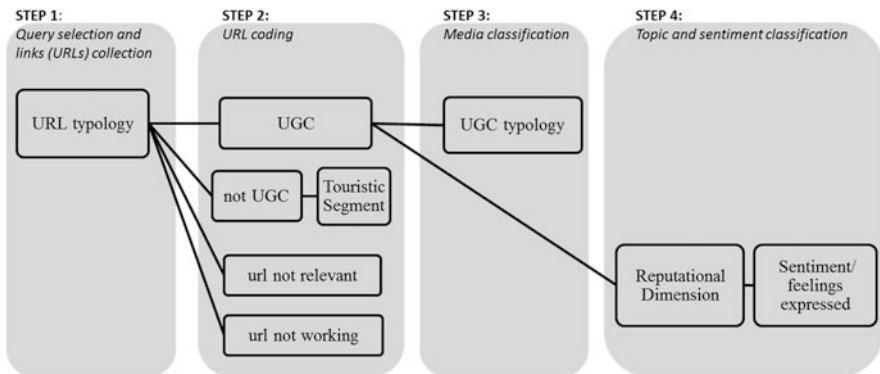 STEP 1:
Query selection and
links (URLs) collection
STEP 2:
URL coding
STEP 3:
Media classification
STEP 4:
Topic and sentiment classification
URL typology
UGC
UGC typology
not UGC
Touristic
Segment
url not relevant
url not working
Reputational
Dimension
Sentiment/
feelings
expressed